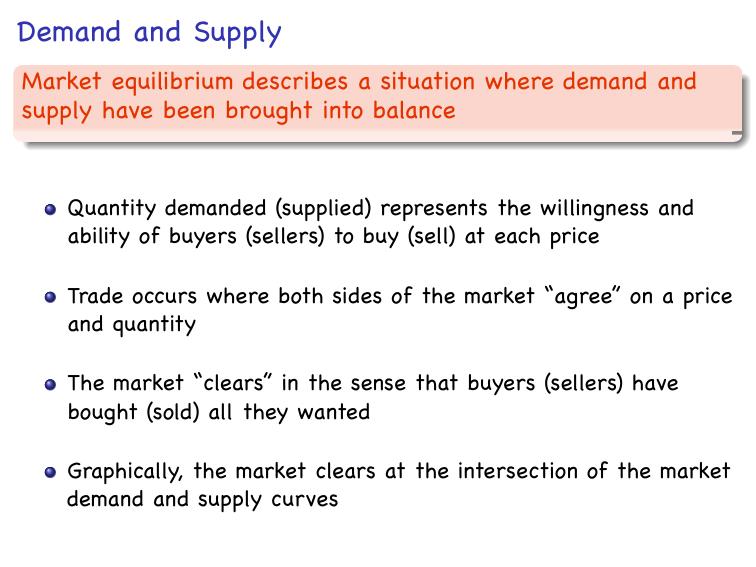 Demand and Supply
Market equilibrium describes a situation where demand and
supply have been brought into balance
Quantity demanded (supplied) represents the willingness and
ability of buyers (sellers) to buy (sell) at each price
Trade occurs where both sides of the market “agree” on a price
and quantity
The market “clears” in the sense that buyers (sellers) have
bought (sold) all they wanted
Graphically, the market clears at the intersection of the market
demand and supply curves